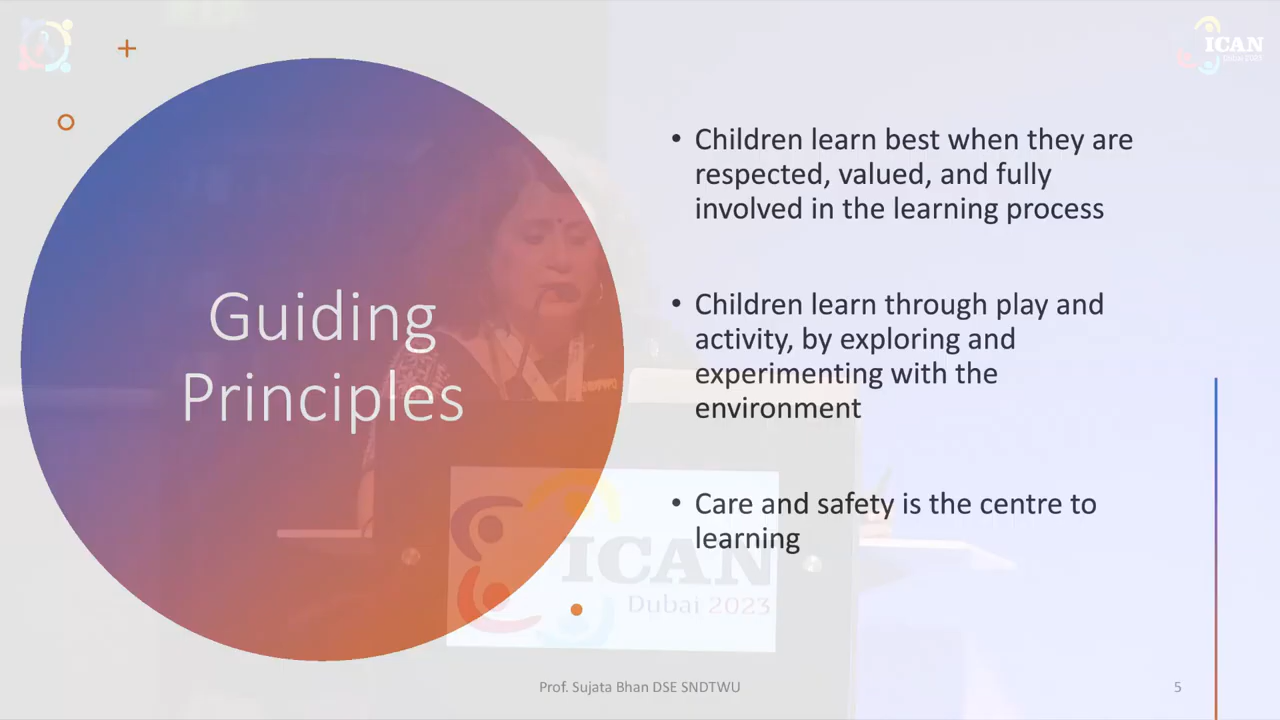 ICAN
Guiding
Principles
• Children learn best when they are
respected, valued, and fully
involved in the learning process
• Children learn through play and
activity, by exploring and
experimenting with the
environment
• Care and safety is the centre to
learning
ICAN
Dubai 2023
Prof. Sujata Bhan DSE SNDTWU
5